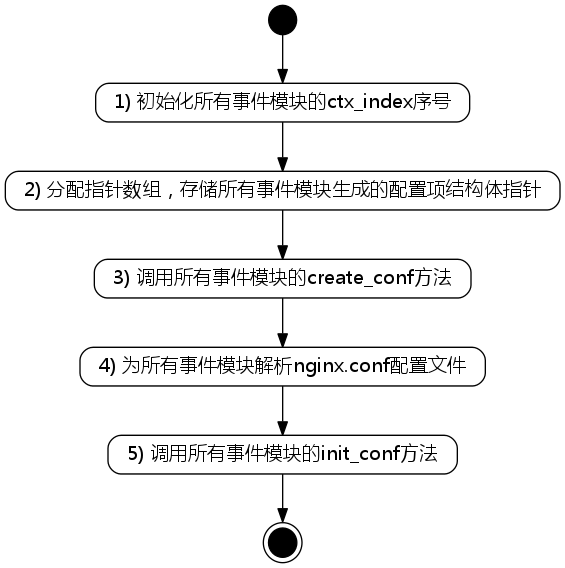 1) 初始化所有事件模块的ctx_index序号
2) 分配指针数组，存储所有事件模块生成的配置项结构体指针
3) 调用所有事件模块的create_conf方法
4) 为所有事件模块解析nginx.conf配置文件
5) 调用所有事件模块的init_conf方法